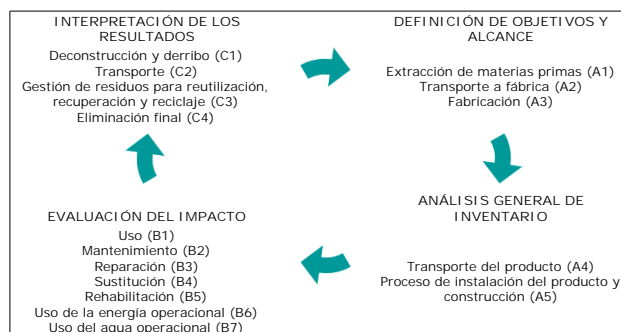 INTERPRETACIÓN DE LOS
RESULTADOS
Deconstrucción y derribo (C1)
Transporte (C2)
Gestión de residuos para reutilización,
recuperación y reciclaje (C3)
Eliminación final (C4)
DEFINICIÓN DE OBJETIVOS Y
ALCANCE
Extracción de materias primas (A1)
Transporte a fábrica (A2)
Fabricación (A3)
EVALUACIÓN DEL IMPACTO
Uso (B1)
Mantenimiento (B2)
Reparación (B3)
Sustitución (B4)
Rehabilitación (B5)
Uso de la energía operacional (B6)
Uso del agua operacional (B7)
ANÁLISIS GENERAL DE
INVENTARIO
Transporte del producto (A4)
Proceso de instalación del producto y
construcción (A5)